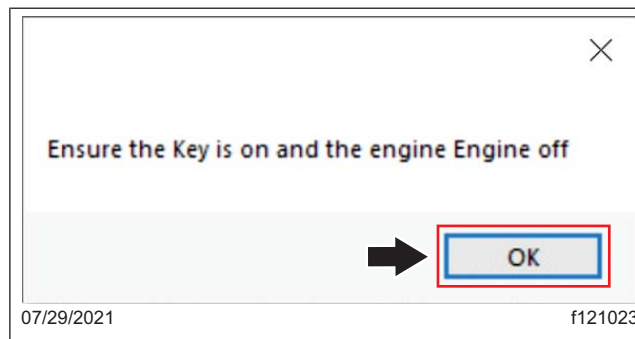 Ensure the Key is on and the engine Engine off
OK
07/29/2021 f121023